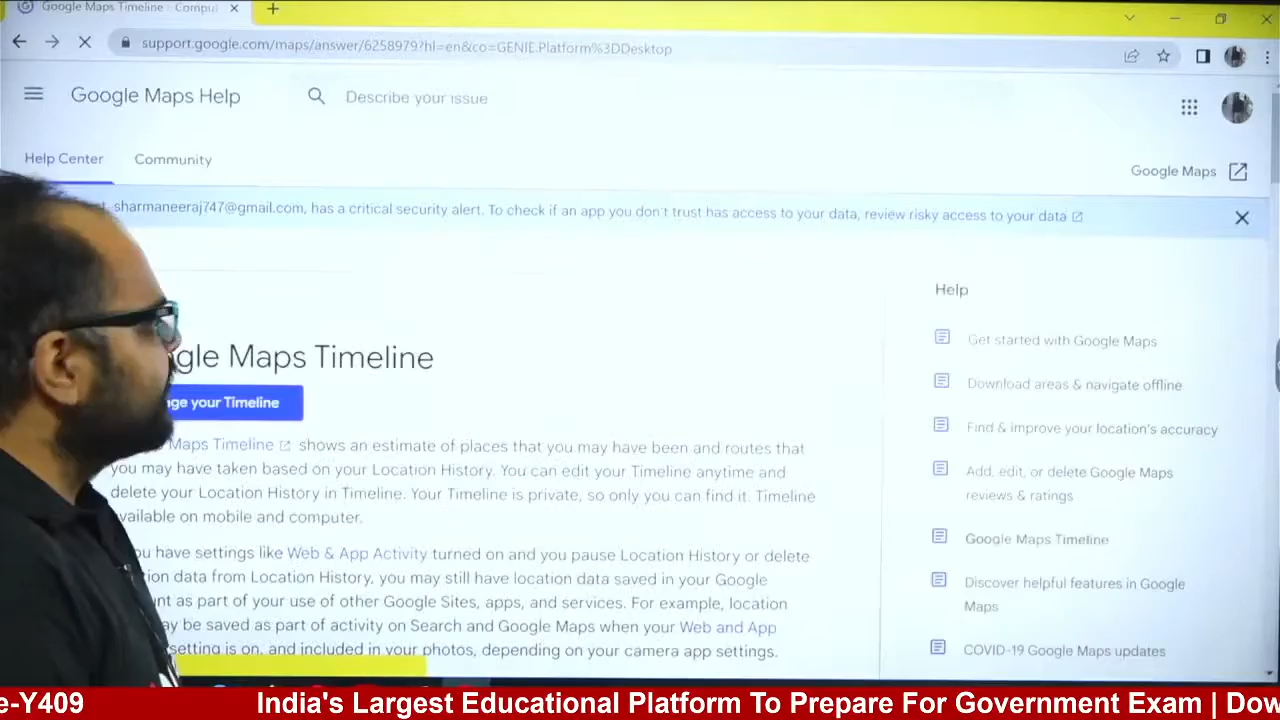 Google Maps Timeline - Comput
support.google.com/maps/answer/6258979?hl=en&co=GENIE.Platform%3DDesktop
Google Maps Help
Describe your issue
Help Center
Community
Google Maps
sharmaneeraj747@gmail.com, has a critical security alert. To check if an app you don't trust has access to your data, review risky access to your data
Help
Get started with Google Maps
gle Maps Timeline
Download areas & navigate offline
ge your Timeline
Find & improve your location's accuracy
Maps Timeline shows an estimate of places that you may have been and routes that
you may have taken based on your Location History. You can edit your Timeline anytime and
delete your Location History in Timeline. Your Timeline is private, so only you can find it. Timeline
vailable on mobile and computer.
Add, edit, or delete Google Maps
reviews & ratings
Google Maps Timeline
ou have settings like Web & App Activity turned on and you pause Location History or delete
ion data from Location History, you may still have location data saved in your Google
nt as part of your use of other Google Sites, apps, and services. For example, location
ay be saved as part of activity on Search and Google Maps when your Web and App
setting is on, and included in your photos, depending on your camera app settings.
Discover helpful features in Google
Maps
COVID-19 Google Maps updates
e-Y409
India's Largest Educational Platform To Prepare For Government Exam | Dow